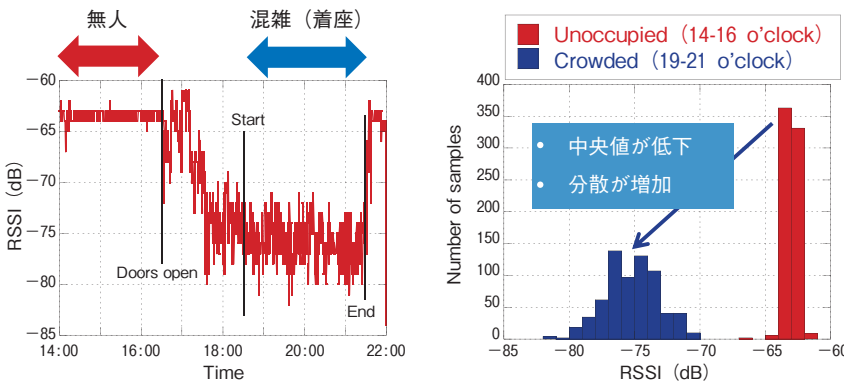 無人
混雑（着座）
−60
−65
−70
−75
−80
−85
RSSI（dB）
Start
Doors open
End
14:00
16:00
18:00
20:00
22:00
Time
Unoccupied（14-16 o'clock）
Crowded（19-21 o'clock）
400
350
300
250
200
150
100
50
0
Number of samples
• 中央値が低下
• 分散が増加
−85
−80
−75
−70
−65
−60
RSSI（dB）